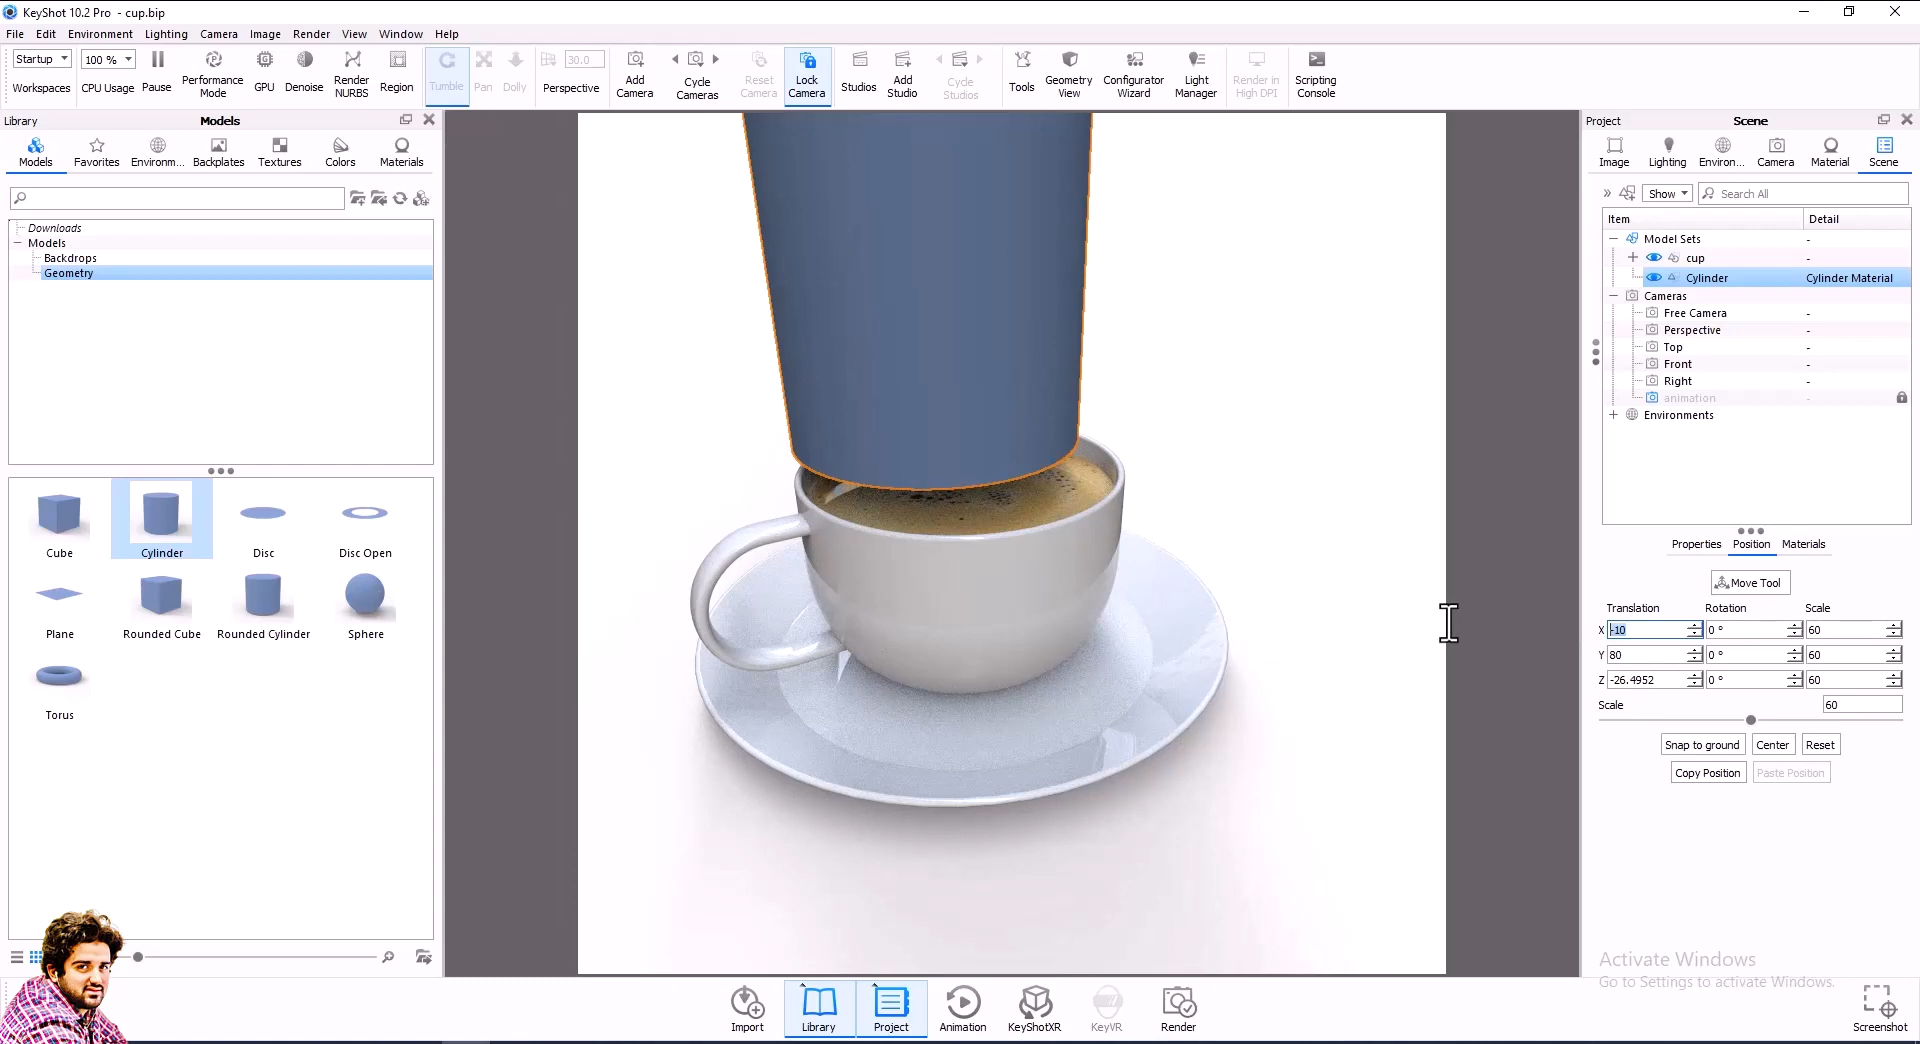 KeyShot 10.2 Pro - cup.bip
File Edit Environment Lighting Camera Image Render View Window Help
Startup 100 % 30.0
Workspaces CPU Usage Pause Performance Mode GPU Denoise Render NURBS Region Tumble Pan Dolly Perspective Add Camera Cycle Cameras Reset Camera Lock Camera Studios Add Studio Cycle Studios Tools Geometry View Configurator Wizard Light Manager Render in High DPI Scripting Console
Library Models
Models Favorites Environm... Backplates Textures Colors Materials
Downloads
Models
Backdrops
Geometry
Cube Cylinder Disc Disc Open
Plane Rounded Cube Rounded Cylinder Sphere
Torus
Project Scene
Image Lighting Environ... Camera Material Scene
Show Search All
Item Detail
Model Sets -
cup -
Cylinder Cylinder Material
Cameras
Free Camera -
Perspective -
Top -
Front -
Right -
animation -
Environments
Properties Position Materials
Move Tool
Translation Rotation Scale
X -10 0 ° 60
Y 80 0 ° 60
Z -26.4952 0 ° 60
Scale 60
Snap to ground Center Reset
Copy Position Paste Position
Activate Windows
Go to Settings to activate Windows.
Import Library Project Animation KeyShotXR KeyVR Render Screenshot